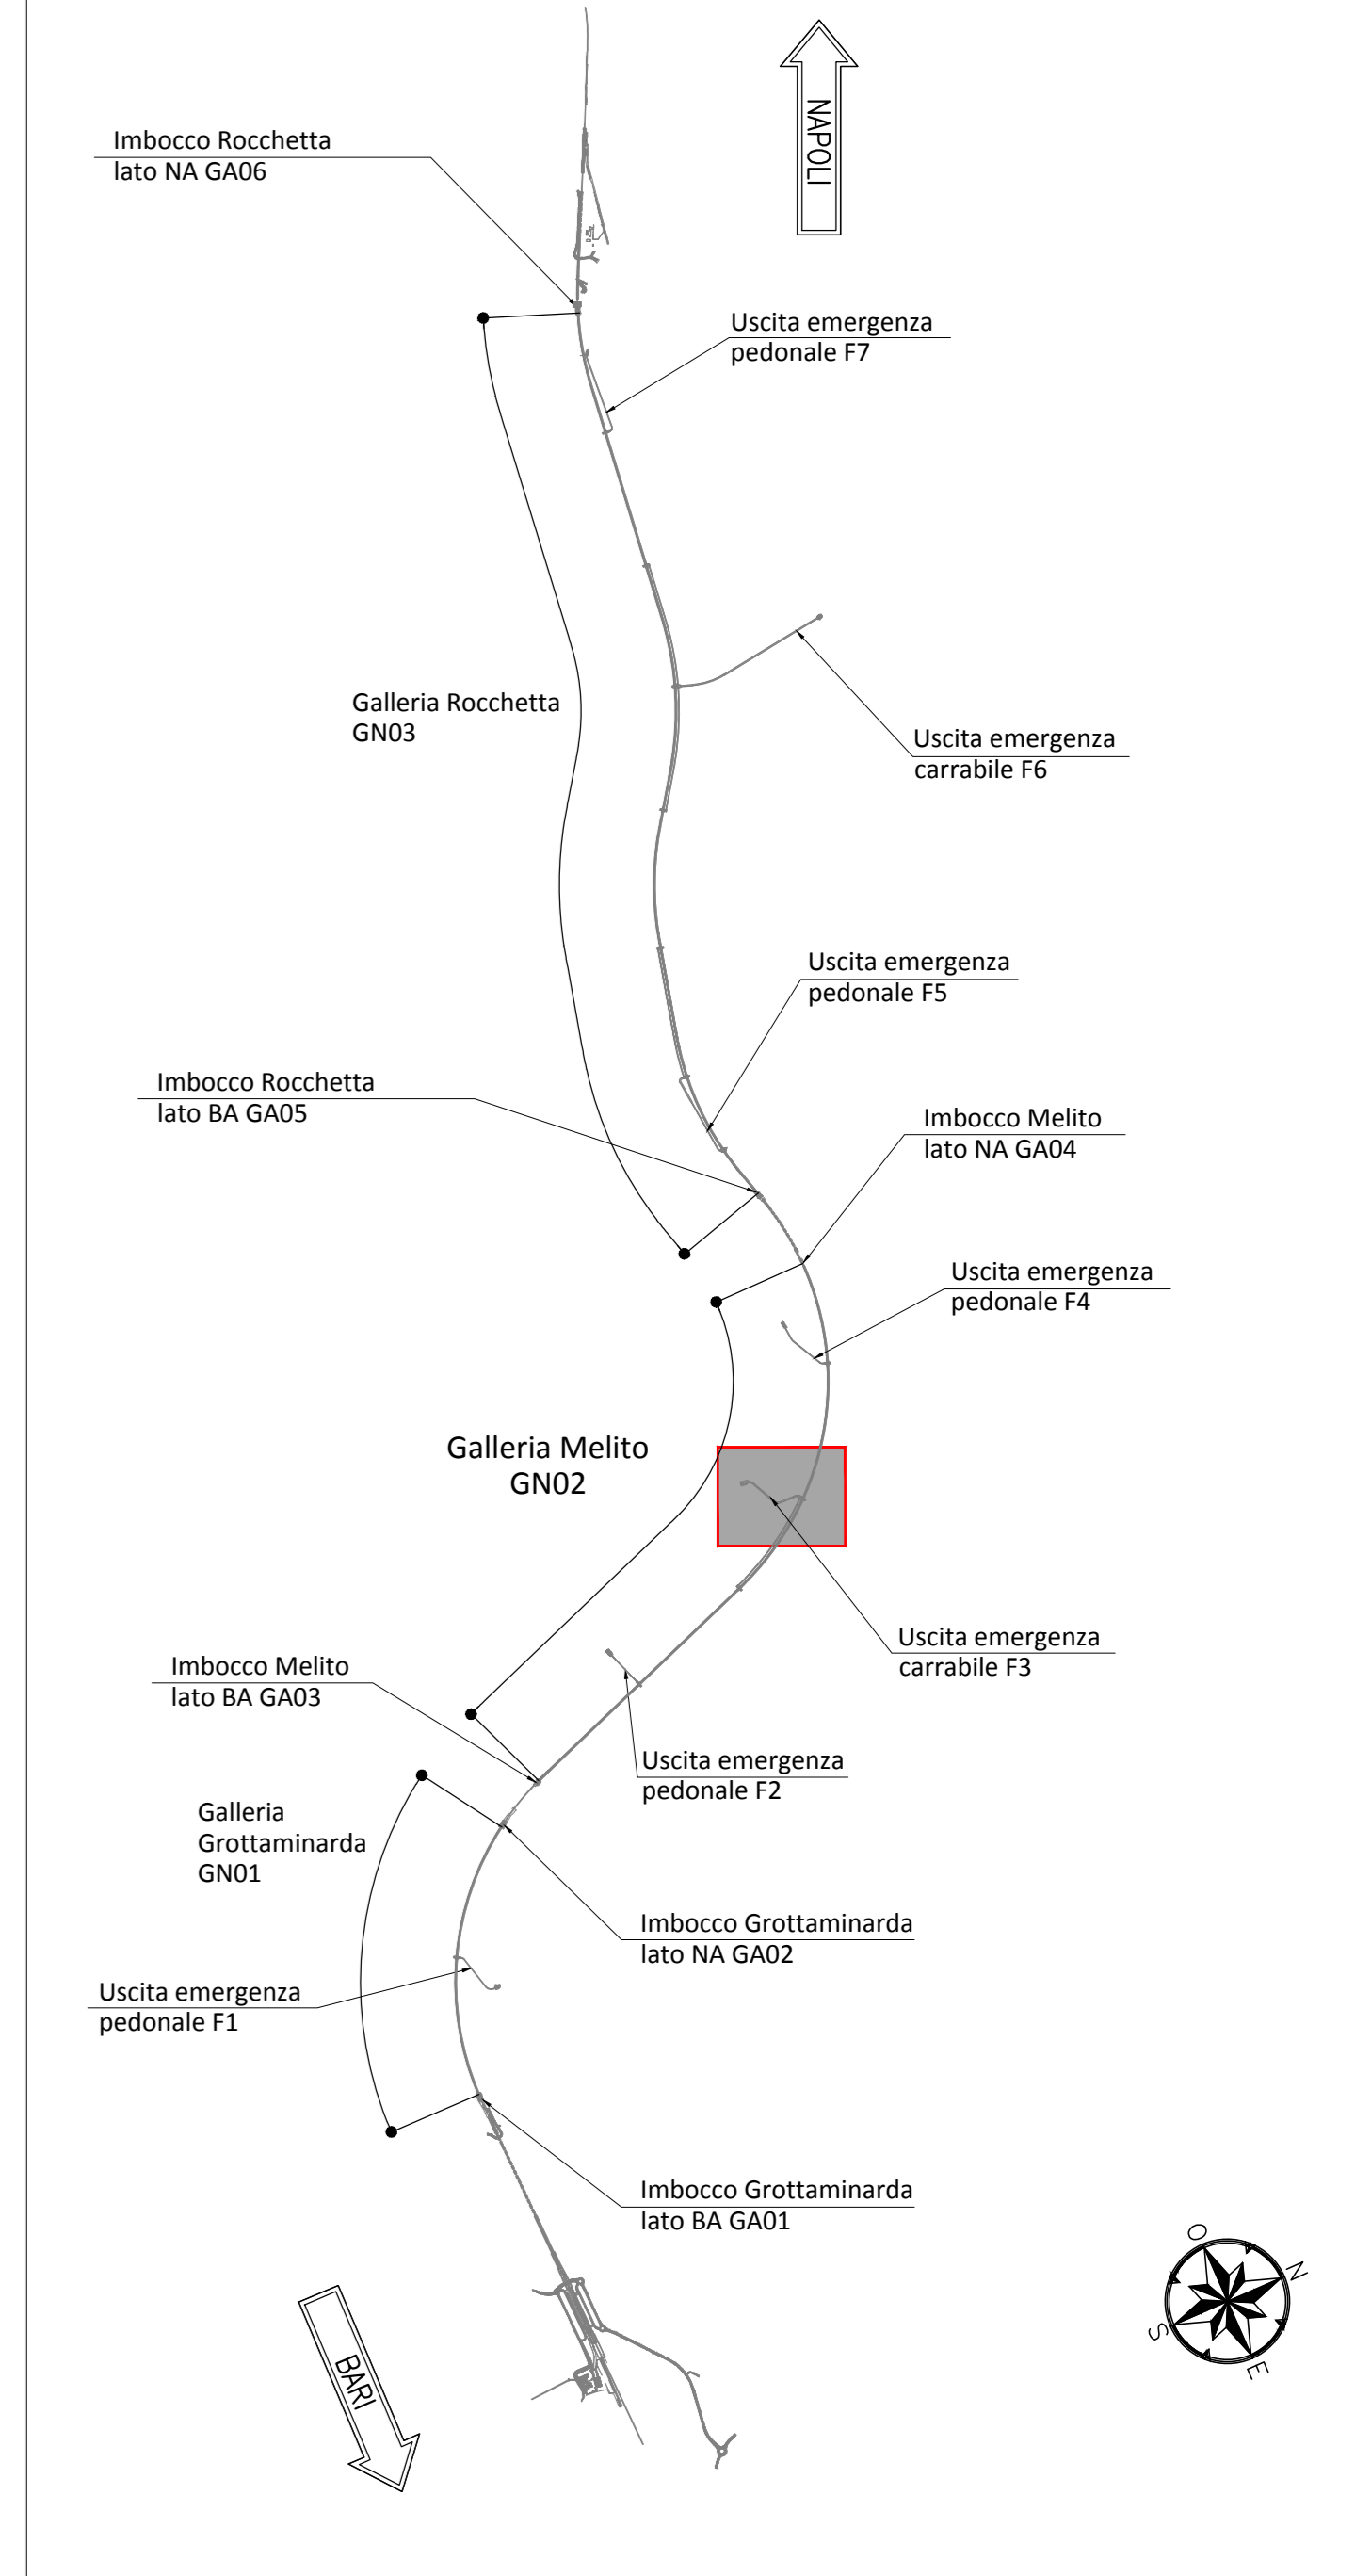 NAPOLI
Imbocco Rocchetta
lato NA GA06
Uscita emergenza
pedonale F7
Galleria Rocchetta
GN03
Uscita emergenza
carrabile F6
Uscita emergenza
pedonale F5
Imbocco Rocchetta
lato BA GA05
Imbocco Melito
lato NA GA04
Uscita emergenza
pedonale F4
Galleria Melito
GN02
Uscita emergenza
carrabile F3
Imbocco Melito
lato BA GA03
Uscita emergenza
pedonale F2
Galleria
Grottaminarda
GN01
Imbocco Grottaminarda
lato NA GA02
Uscita emergenza
pedonale F1
Imbocco Grottaminarda
lato BA GA01
BARI
O
N
S
E